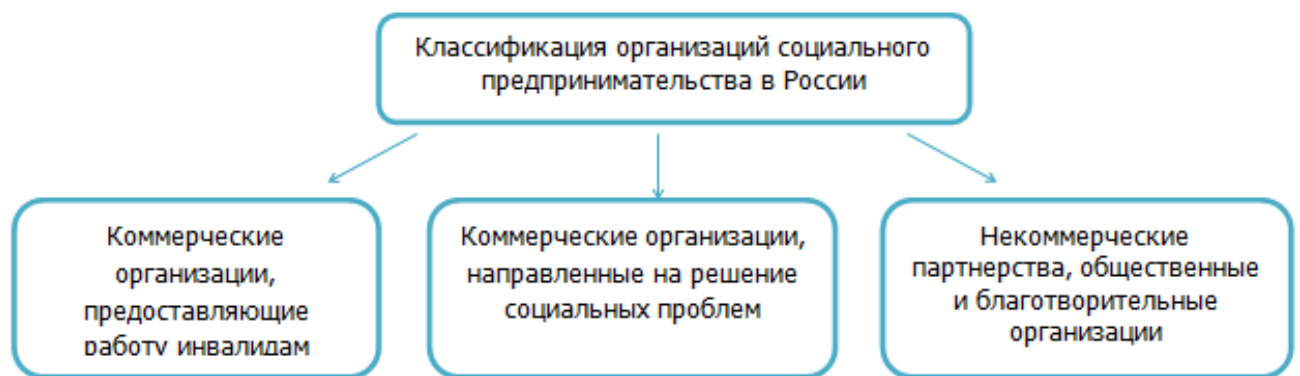 Классификация организаций социального
предпринимательства в России
Коммерческие
организации,
предоставляющие
работу инвалидам
Коммерческие организации,
направленные на решение
социальных проблем
Некоммерческие
партнерства, общественные
и благотворительные
организации